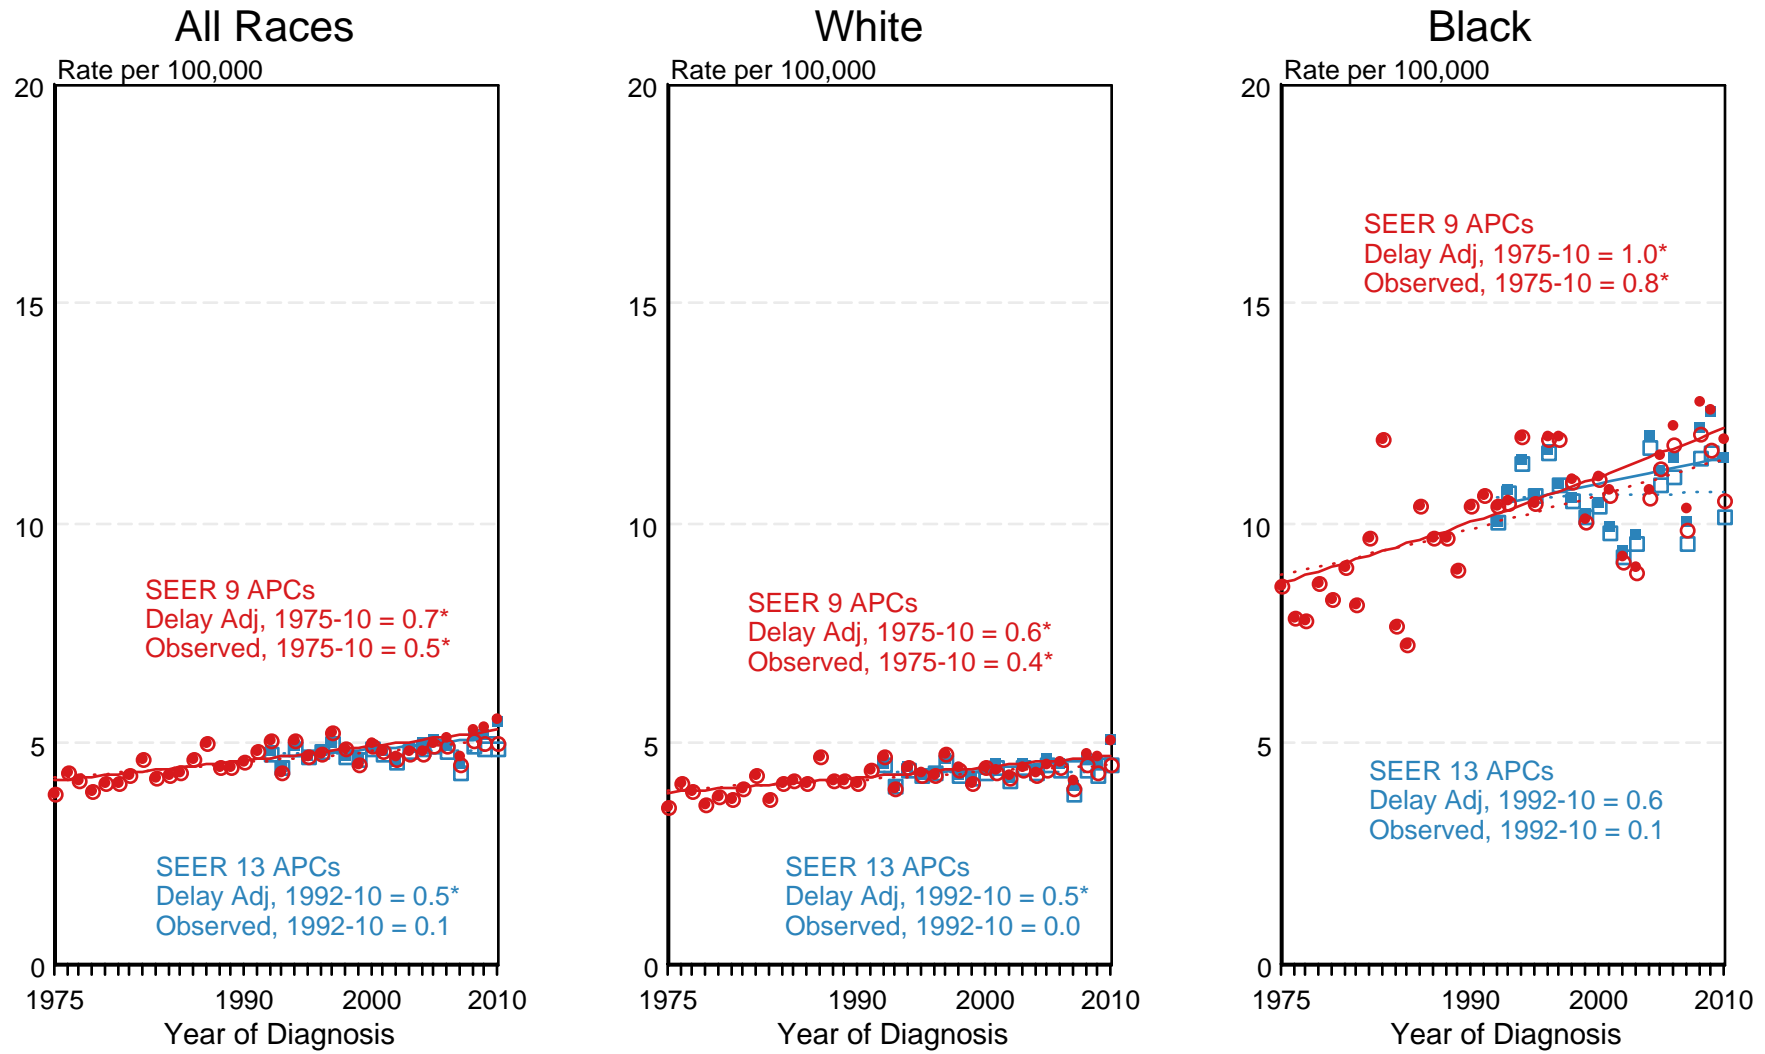 All Races
Rate per 100,000
20
15
10
5
0
SEER 9 APCs
Delay Adj, 1975-10 = 0.7*
Observed, 1975-10 = 0.5*
SEER 13 APCs
Delay Adj, 1992-10 = 0.5*
Observed, 1992-10 = 0.1
1975 1990 2000 2010
Year of Diagnosis
White
Rate per 100,000
20
15
10
5
0
SEER 9 APCs
Delay Adj, 1975-10 = 0.6*
Observed, 1975-10 = 0.4*
SEER 13 APCs
Delay Adj, 1992-10 = 0.5*
Observed, 1992-10 = 0.0
1975 1990 2000 2010
Year of Diagnosis
Black
Rate per 100,000
20
15
10
5
0
SEER 9 APCs
Delay Adj, 1975-10 = 1.0*
Observed, 1975-10 = 0.8*
SEER 13 APCs
Delay Adj, 1992-10 = 0.6
Observed, 1992-10 = 0.1
1975 1990 2000 2010
Year of Diagnosis